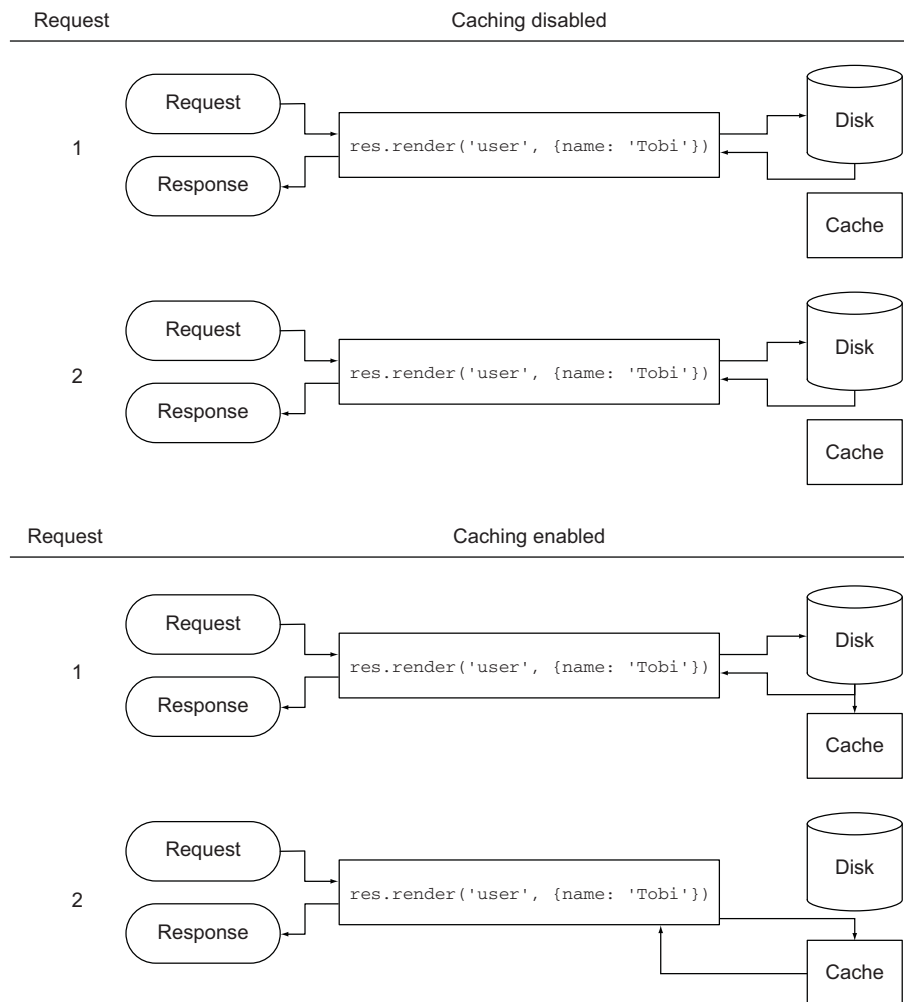 Request Caching disabled
Request
Disk
1
res.render('user', {name: 'Tobi'})
Response
Cache
Request
Disk
2
res.render('user', {name: 'Tobi'})
Response
Cache
Request Caching enabled
Request
Disk
1
res.render('user', {name: 'Tobi'})
Response
Cache
Request
Disk
2
res.render('user', {name: 'Tobi'})
Response
Cache